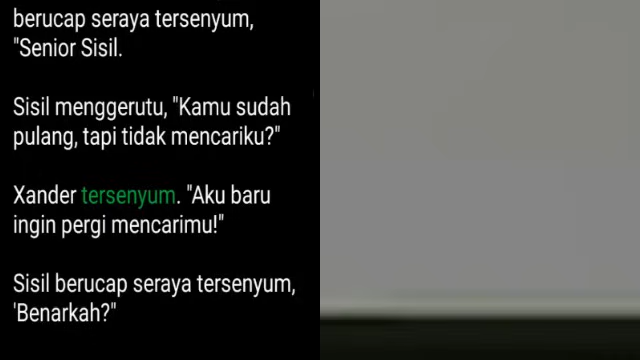 berucap seraya tersenyum,
"Senior Sisil.
Sisil menggerutu, "Kamu sudah
pulang, tapi tidak mencariku?"
Xander tersenyum. "Aku baru
ingin pergi mencarimu!"
Sisil berucap seraya tersenyum,
'Benarkah?"